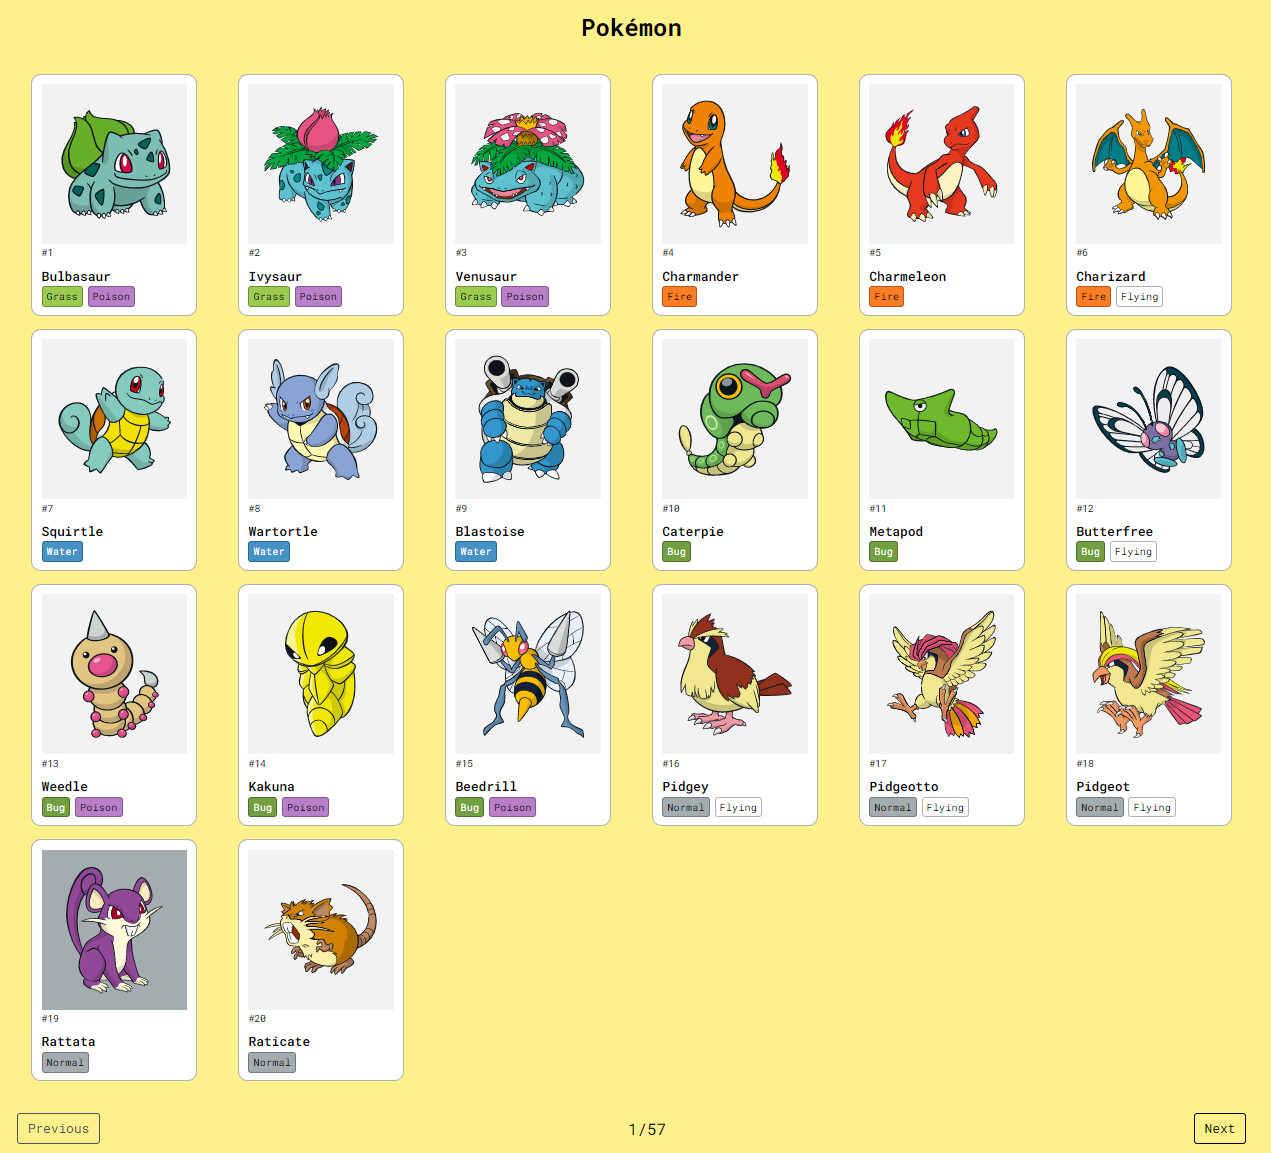 Pokémon
#1
Bulbasaur
Grass Poison
#2
Ivysaur
Grass Poison
#3
Venusaur
Grass Poison
#4
Charmander
Fire
#5
Charmeleon
Fire
#6
Charizard
Fire Flying
#7
Squirtle
Water
#8
Wartortle
Water
#9
Blastoise
Water
#10
Caterpie
Bug
#11
Metapod
Bug
#12
Butterfree
Bug Flying
#13
Weedle
Bug Poison
#14
Kakuna
Bug Poison
#15
Beedrill
Bug Poison
#16
Pidgey
Normal Flying
#17
Pidgeotto
Normal Flying
#18
Pidgeot
Normal Flying
#19
Rattata
Normal
#20
Raticate
Normal
Previous
1/57
Next